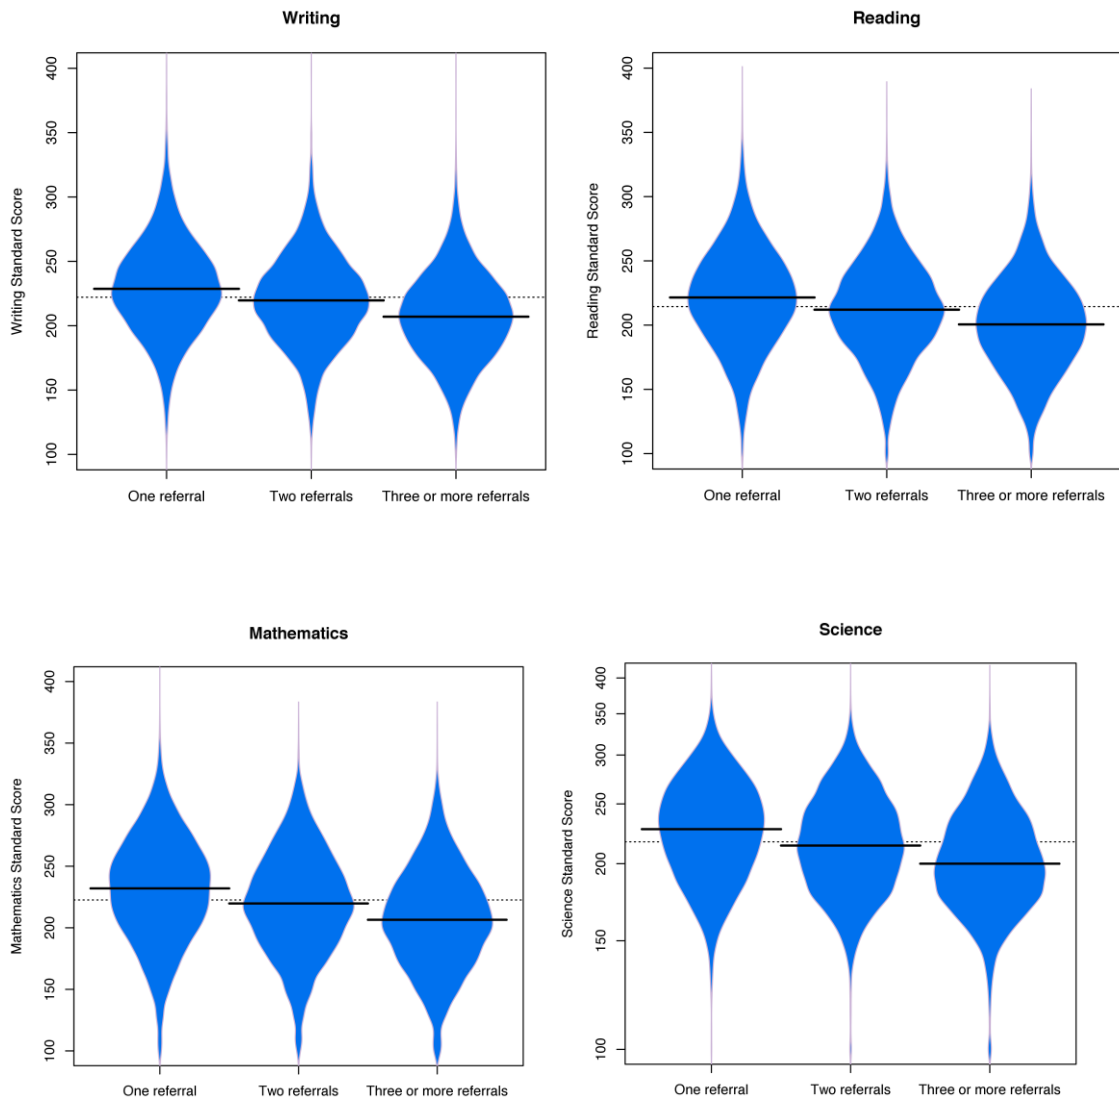 Writing
Writing Standard Score
400
350
300
250
200
150
100
One referral
Two referrals
Three or more referrals
Reading
Reading Standard Score
400
350
300
250
200
150
100
One referral
Two referrals
Three or more referrals
Mathematics
Mathematics Standard Score
400
350
300
250
200
150
100
One referral
Two referrals
Three or more referrals
Science
Science Standard Score
400
350
300
250
200
150
100
One referral
Two referrals
Three or more referrals